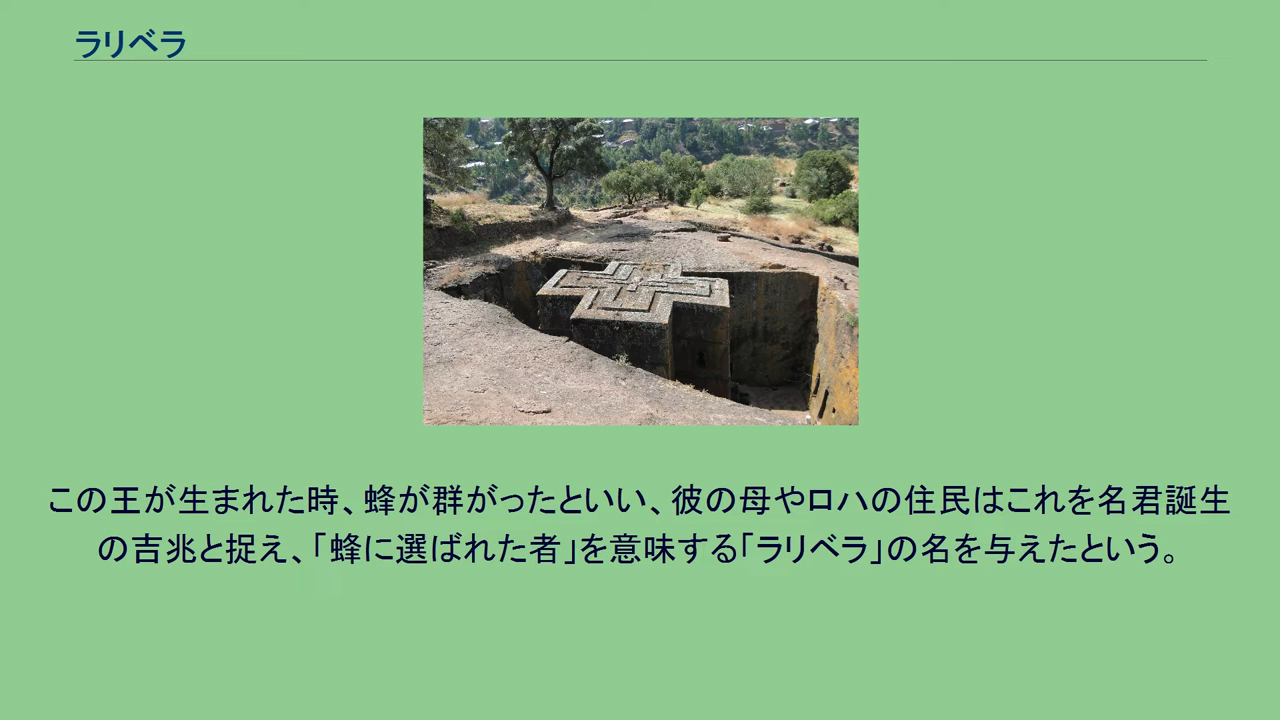 ラリベラ
この王が生まれた時、蜂が群がったといい、彼の母やロハの住民はこれを名君誕生
の吉兆と捉え、「蜂に選ばれた者」を意味する「ラリベラ」の名を与えたという。